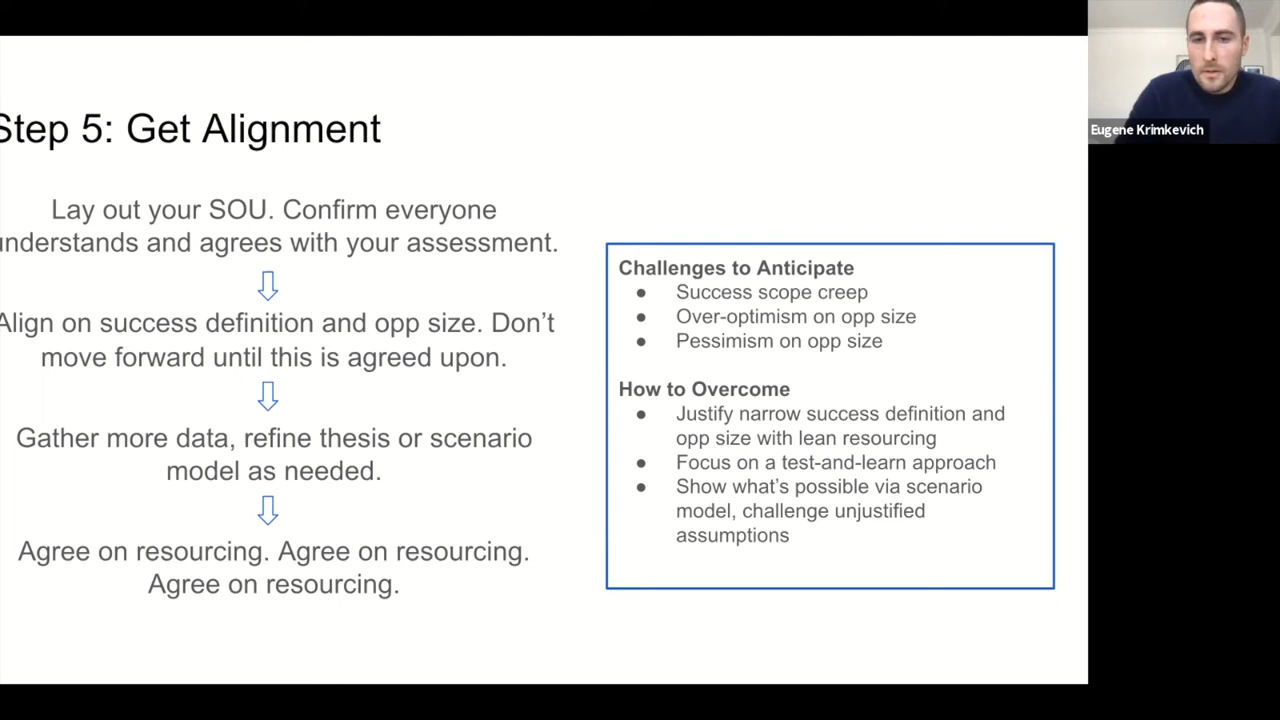 Step 5: Get Alignment
Lay out your SOU. Confirm everyone
understands and agrees with your assessment.
Align on success definition and opp size. Don't
move forward until this is agreed upon.
Gather more data, refine thesis or scenario
model as needed.
Agree on resourcing. Agree on resourcing.
Agree on resourcing.
Challenges to Anticipate
● Success scope creep
● Over-optimism on opp size
● Pessimism on opp size
How to Overcome
● Justify narrow success definition and
opp size with lean resourcing
● Focus on a test-and-learn approach
● Show what's possible via scenario
model, challenge unjustified
assumptions
Eugene Krimkevich